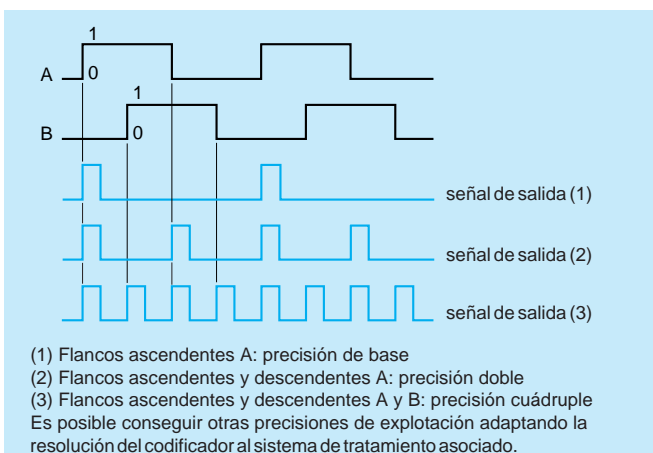 1
A 0
1
B 0
señal de salida (1)
señal de salida (2)
señal de salida (3)
(1) Flancos ascendentes A: precisión de base
(2) Flancos ascendentes y descendentes A: precisión doble
(3) Flancos ascendentes y descendentes A y B: precisión cuádruple
Es posible conseguir otras precisiones de explotación adaptando la
resolución del codificador al sistema de tratamiento asociado.